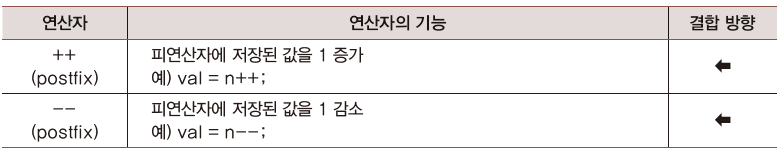 연산자 연산자의 기능 결합 방향
++
(postfix)
피연산자에 저장된 값을 1 증가
예) val = n++;
⬅
--
(postfix)
피연산자에 저장된 값을 1 감소
예) val = n--;
⬅